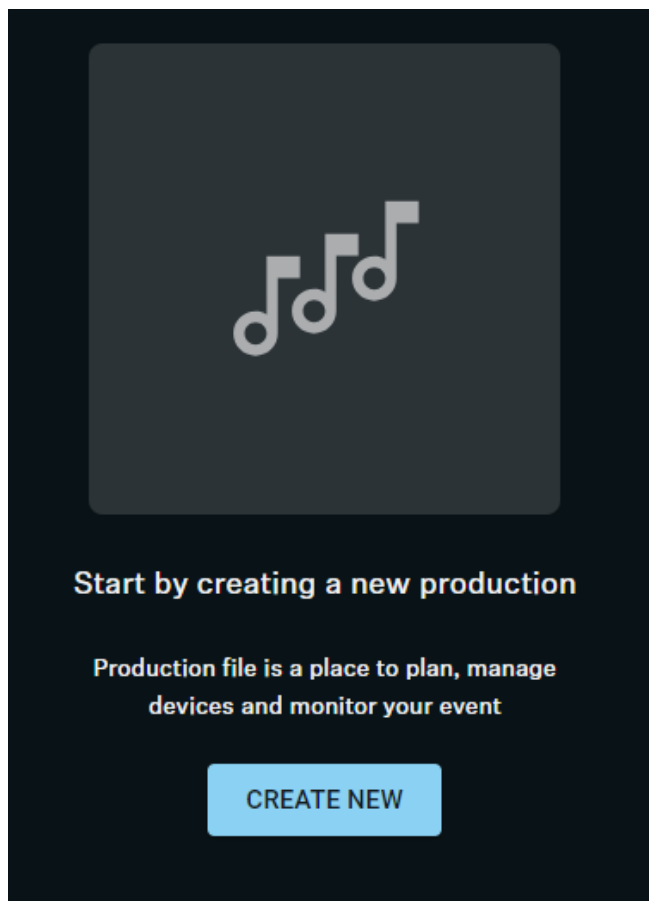 Start by creating a new production
Production file is a place to plan, manage
devices and monitor your event
CREATE NEW